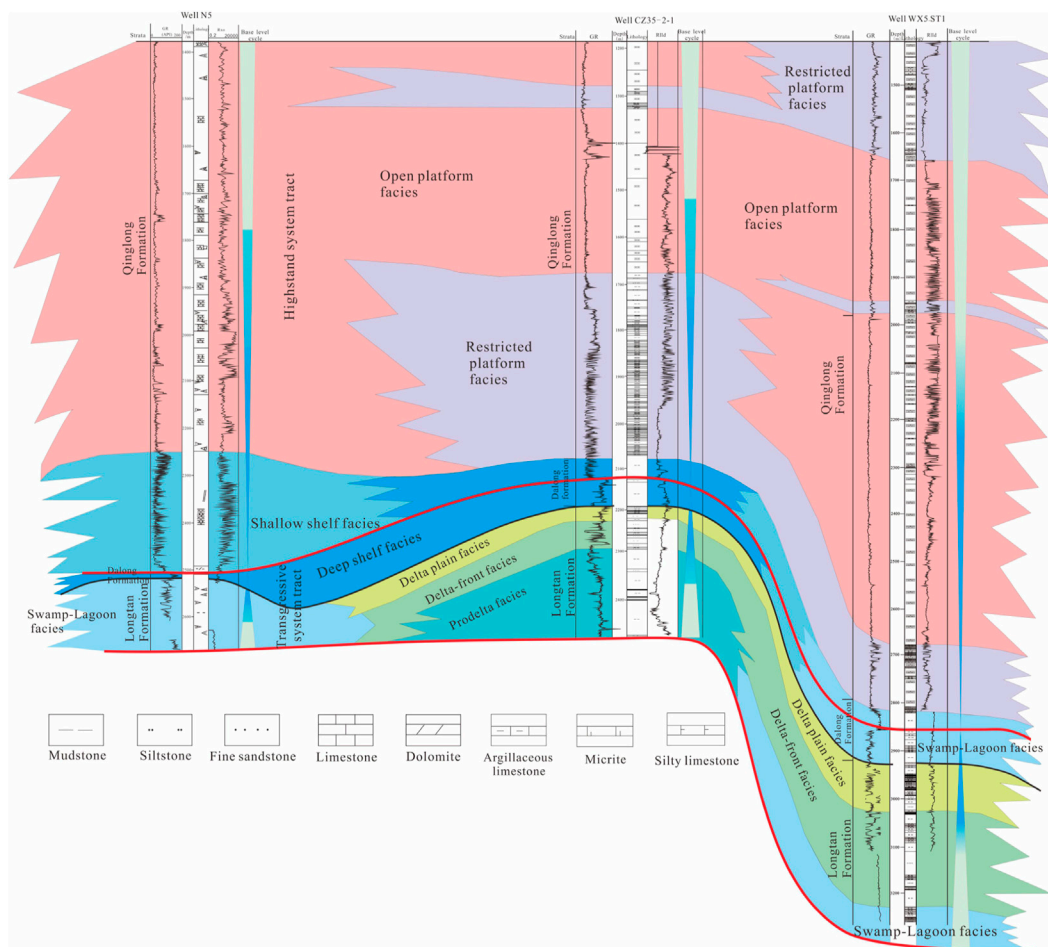 Well N5
Well CZ35-2-1
Well WX5 ST1
Strata
GR
Depth
Base level
cycle
Strata
GR
Depth
lithology
Rlld
Base level
cycle
Strata
GR
Depth
Rlld
Base level
cycle
Restricted
platform
facies
Open platform
facies
Open platform
facies
Qinglong
Formation
Highstand system tract
Qinglong
Formation
Restricted
platform
facies
Qinglong
Formation
Dalong
formation
Shallow shelf facies
Deep shelf facies
Delta plain facies
Delta-front facies
Prodelta facies
Longtan
Formation
Dalong
Formation
Swamp-Lagoon
facies
Longtan
Formation
Transgressive
system tract
Delta plain facies
Delta-front facies
Dalong
Formation
Swamp-Lagoon facies
Longtan
Formation
Swamp-Lagoon facies
Mudstone
Siltstone
Fine sandstone
Limestone
Dolomite
Argillaceous
limestone
Micrite
Silty limestone